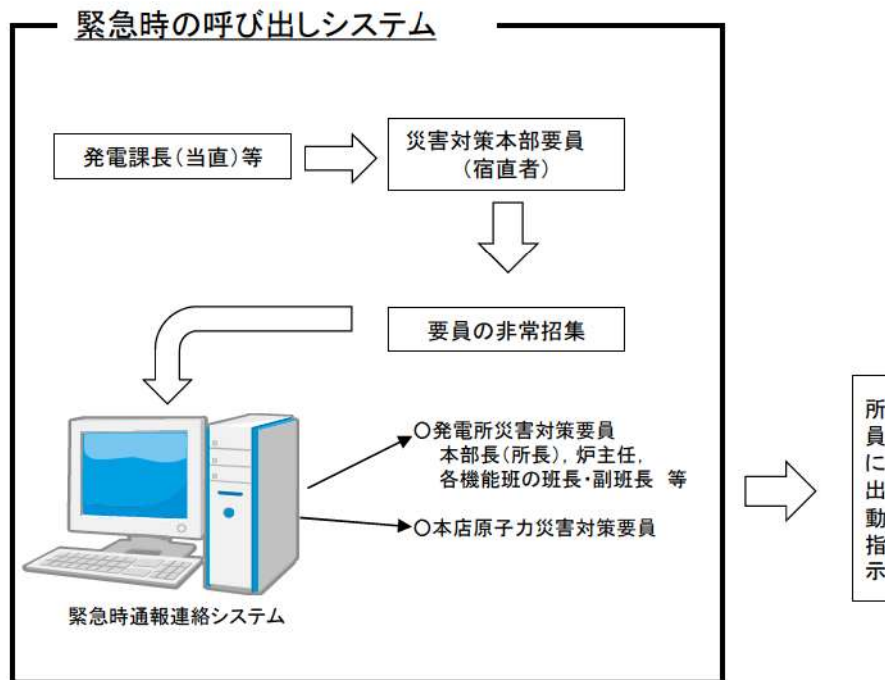 緊急時の呼び出しシステム
発電課長(当直)等
災害対策本部要員
(宿直者)
要員の非常招集
○発電所災害対策要員
本部長(所長),炉主任,
各機能班の班長・副班長 等
○本店原子力災害対策要員
緊急時通報連絡システム
所
員
に
出
動
指
示